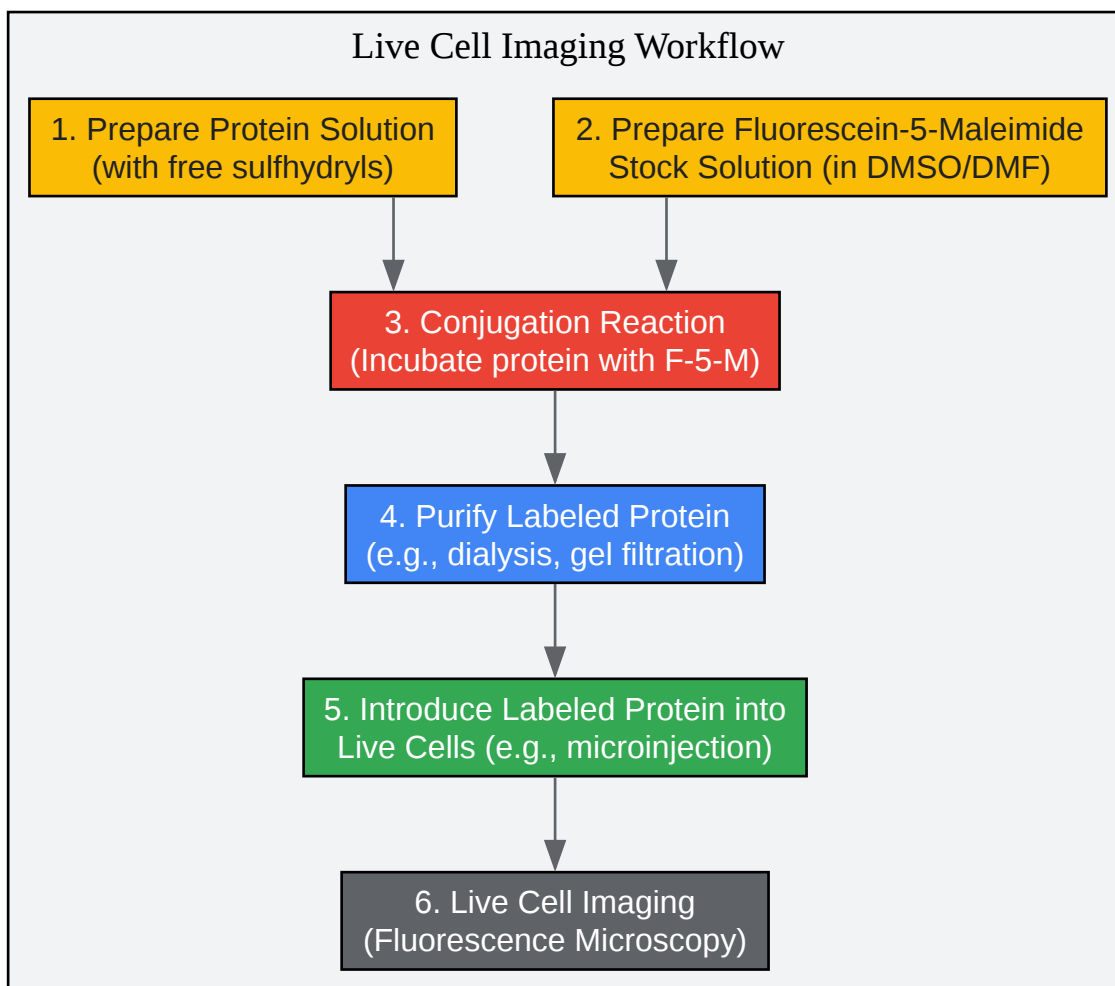 Live Cell Imaging Workflow
1. Prepare Protein Solution
(with free sulfhydryls)
2. Prepare Fluorescein-5-Maleimide
Stock Solution (in DMSO/DMF)
3. Conjugation Reaction
(Incubate protein with F-5-M)
4. Purify Labeled Protein
(e.g., dialysis, gel filtration)
5. Introduce Labeled Protein into
Live Cells (e.g., microinjection)
6. Live Cell Imaging
(Fluorescence Microscopy)